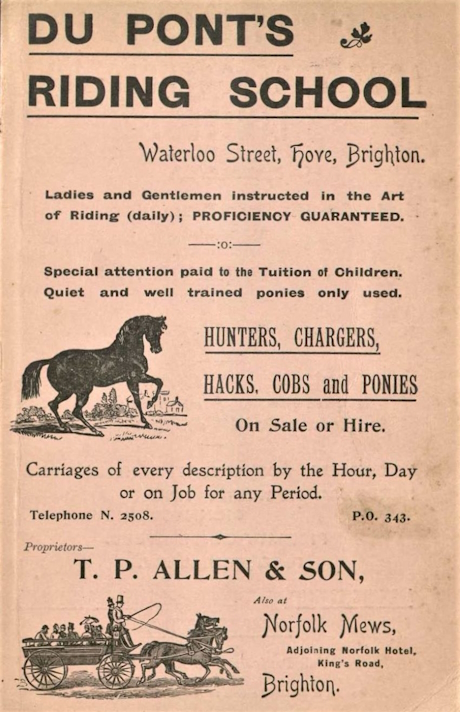 DU PONT'S
RIDING SCHOOL
Waterloo Street, Hove, Brighton.
Ladies and Gentlemen instructed in the Art
of Riding (daily); PROFICIENCY GUARANTEED.
—:o:—
Special attention paid to the Tuition of Children.
Quiet and well trained ponies only used.
HUNTERS, CHARGERS,
HACKS, COBS and PONIES
On Sale or Hire.
Carriages of every description by the Hour, Day
or on Job for any Period.
Telephone N. 2508.
P.O. 343.
Proprietors—
T. P. ALLEN & SON,
Also at
Norfolk Mews,
Adjoining Norfolk Hotel,
King's Road,
Brighton.